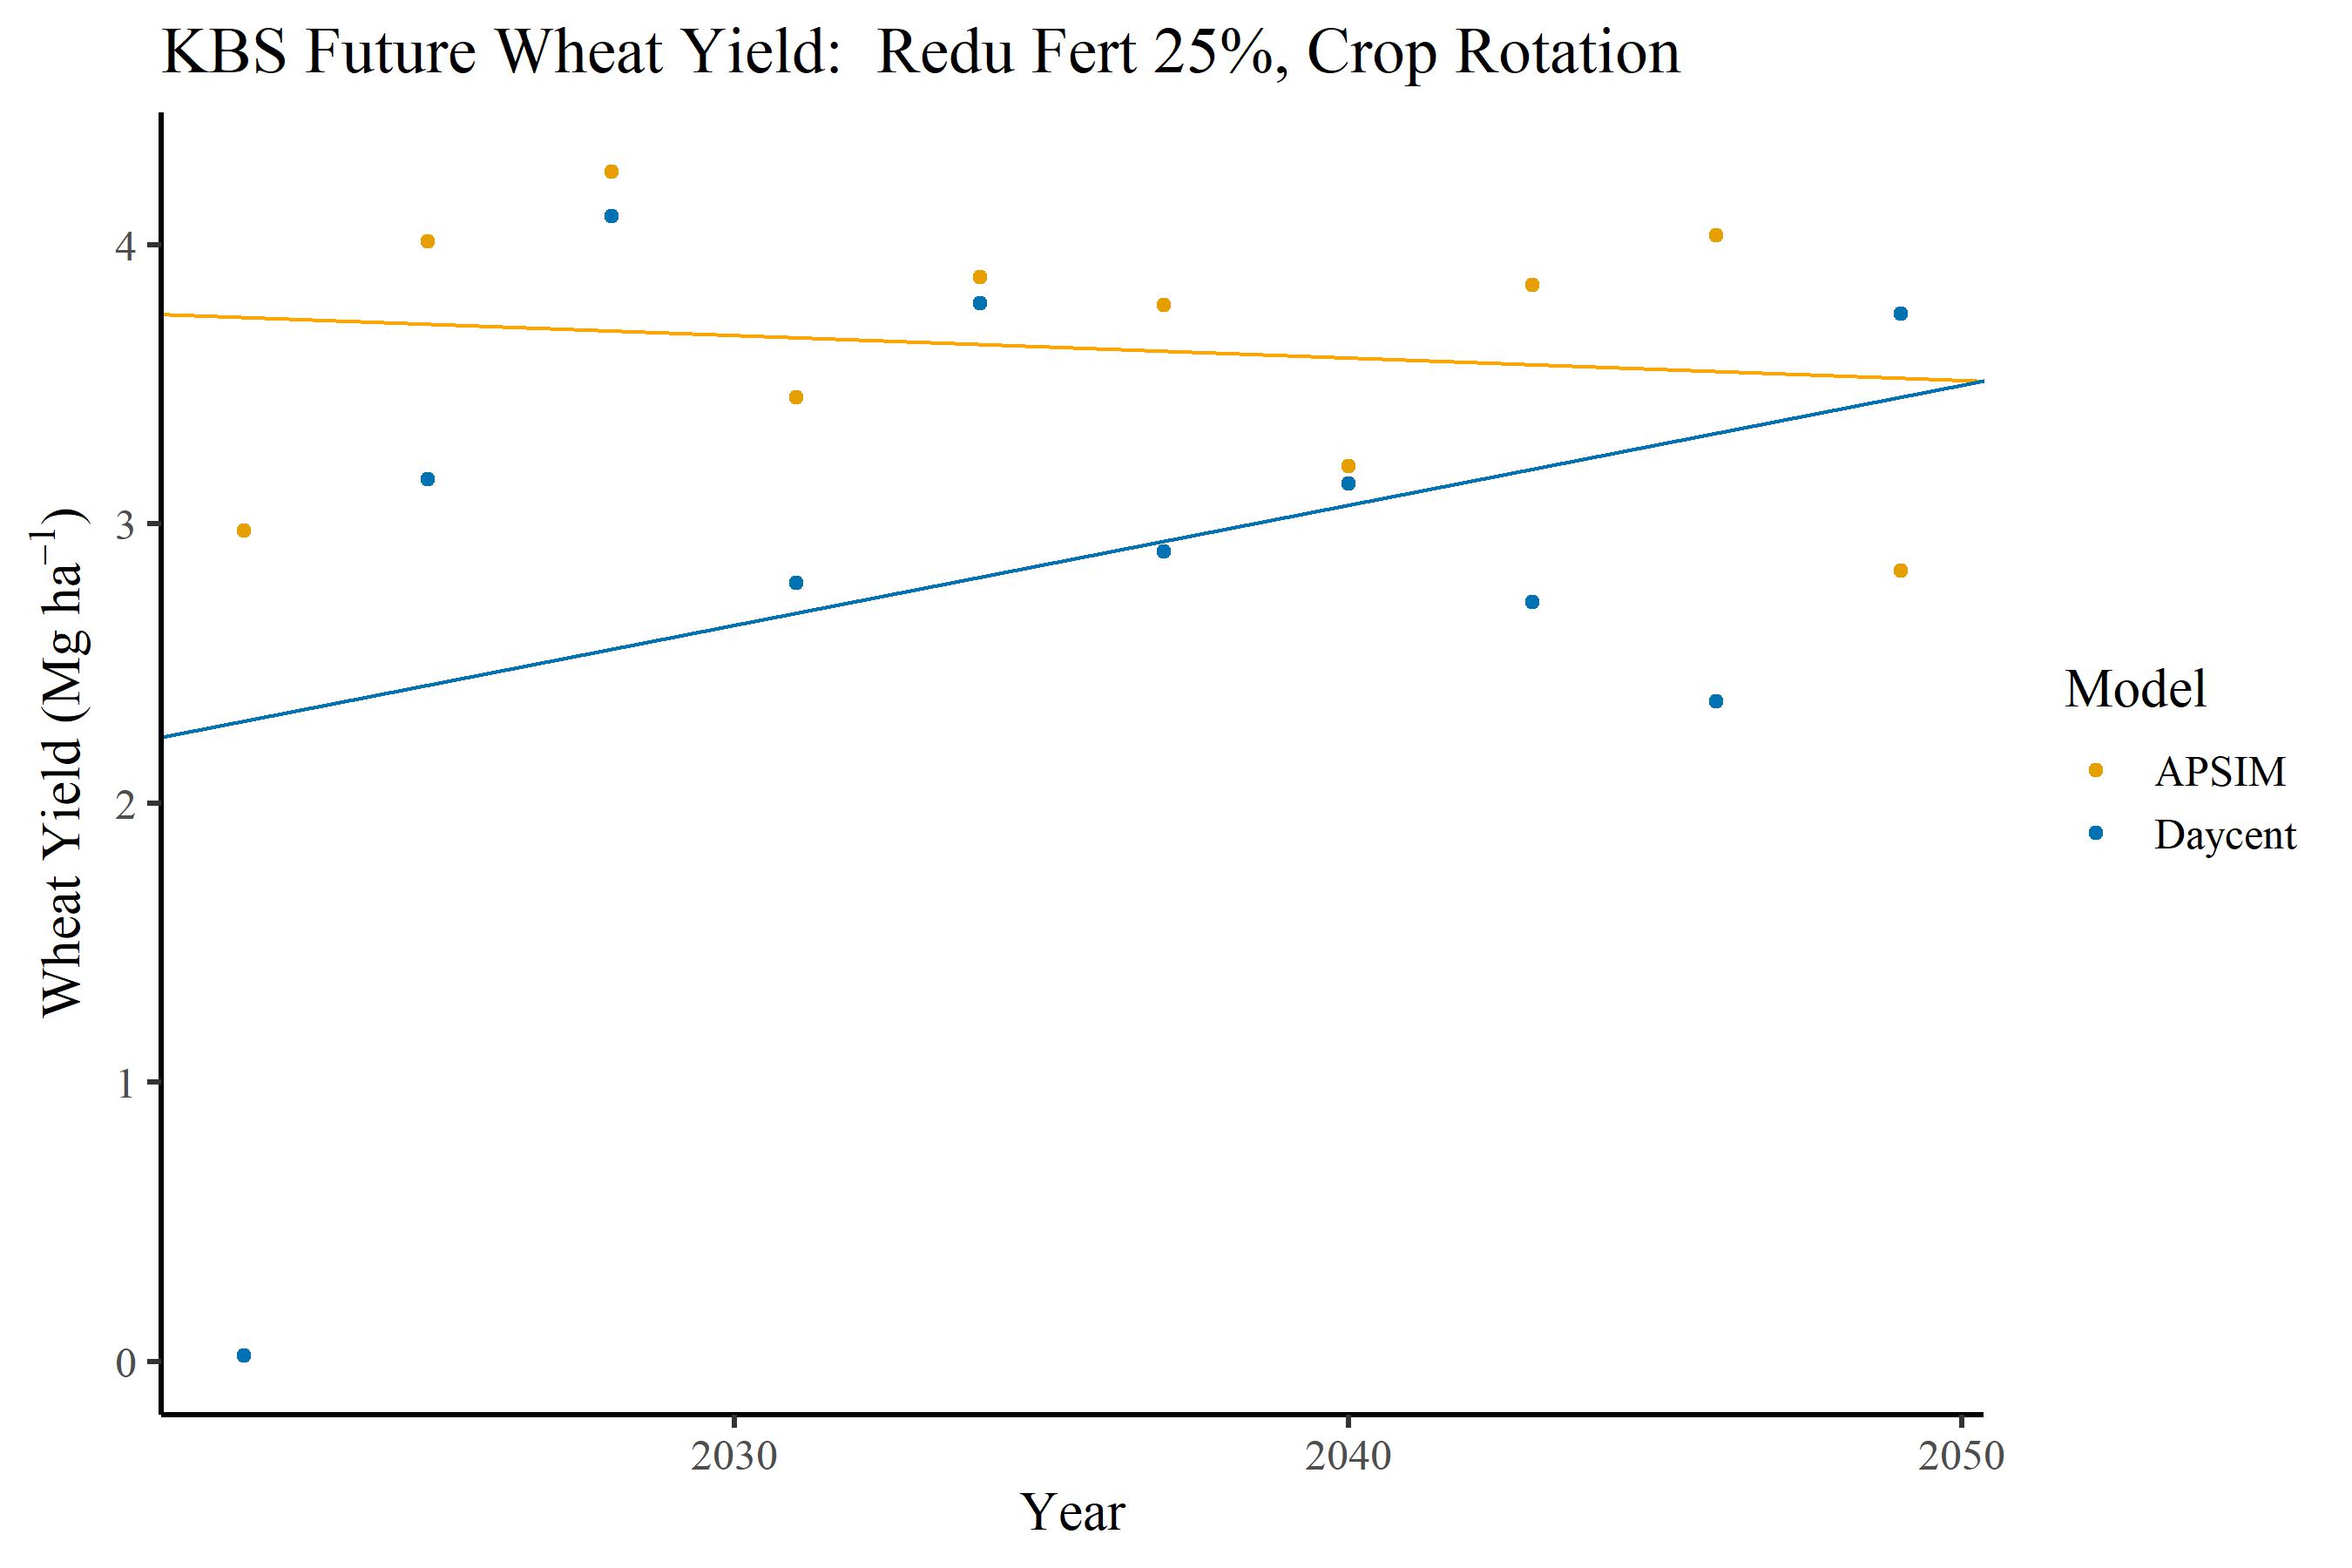 KBS Future Wheat Yield:  Redu Fert 25%, Crop Rotation
Wheat Yield (Mg ha⁻¹)
4
3
2
1
0
2030
2040
2050
Year
Model
APSIM
Daycent